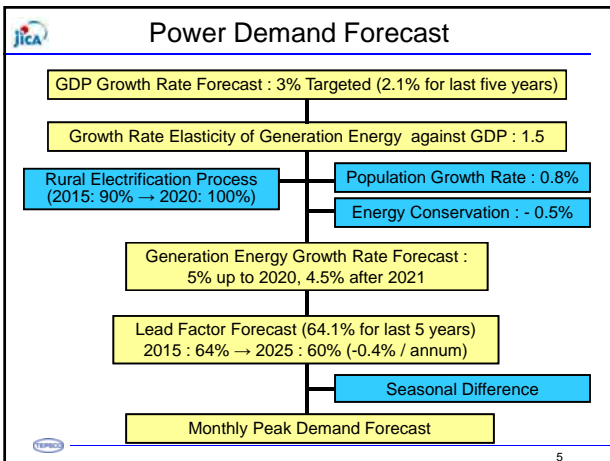 jica
Power Demand Forecast
GDP Growth Rate Forecast : 3% Targeted (2.1% for last five years)
Growth Rate Elasticity of Generation Energy against GDP : 1.5
Rural Electrification Process
(2015: 90% → 2020: 100%)
Population Growth Rate : 0.8%
Energy Conservation : - 0.5%
Generation Energy Growth Rate Forecast :
5% up to 2020, 4.5% after 2021
Lead Factor Forecast (64.1% for last 5 years)
2015 : 64% → 2025 : 60% (-0.4% / annum)
Seasonal Difference
Monthly Peak Demand Forecast
TEPSCO
5